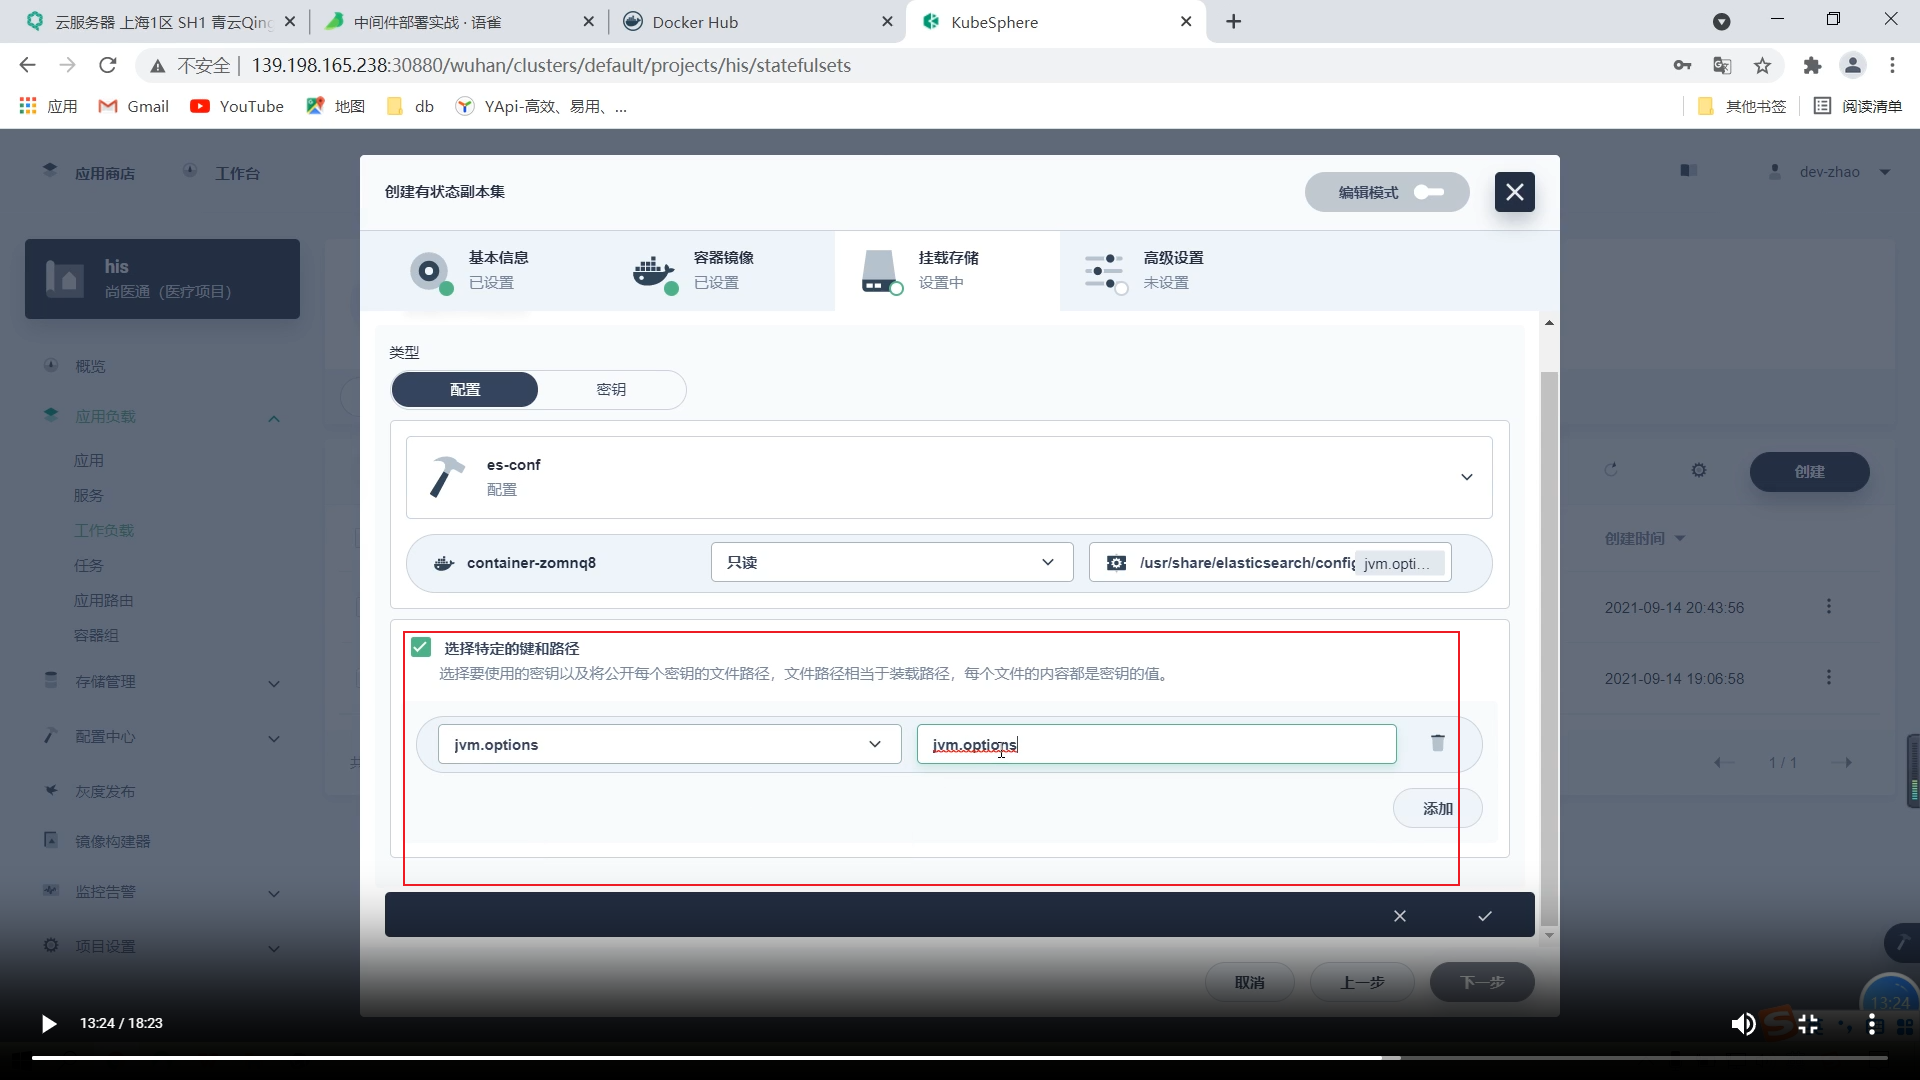 云服务器 上海1区 SH1 青云Qing
中间件部署实战 · 语雀
Docker Hub
KubeSphere
不安全
139.198.165.238:30880/wuhan/clusters/default/projects/his/statefulsets
应用
Gmail
YouTube
地图
db
YApi-高效、易用、...
其他书签
阅读清单
应用商店
工作台
dev-zhao
创建有状态副本集
编辑模式
his
尚医通（医疗项目）
基本信息
已设置
容器镜像
已设置
挂载存储
设置中
高级设置
未设置
概览
应用负载
应用
服务
工作负载
任务
应用路由
容器组
存储管理
配置中心
灰度发布
镜像构建器
监控告警
项目设置
类型
配置
密钥
es-conf
配置
container-zomnq8
只读
/usr/share/elasticsearch/config
jvm.opti...
选择特定的键和路径
选择要使用的密钥以及将公开每个密钥的文件路径，文件路径相当于装载路径，每个文件的内容都是密钥的值。
jvm.options
jvm.options
添加
创建
创建时间
2021-09-14 20:43:56
2021-09-14 19:06:58
共
1 / 1
取消
上一步
下一步
13:24 / 18:23
13:24